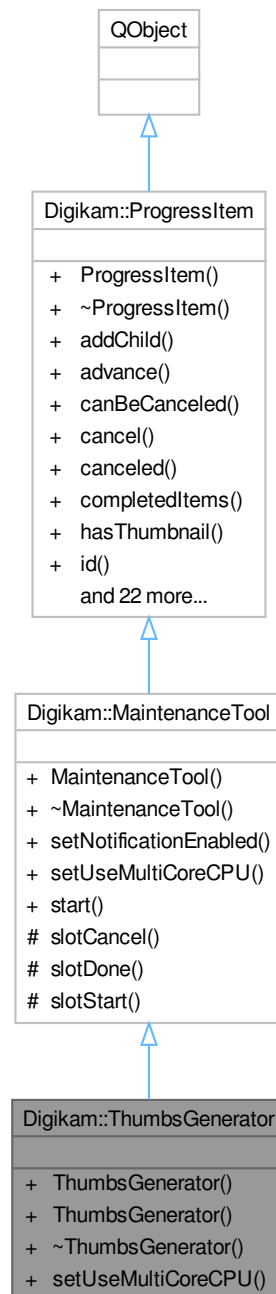 QObject
Digikam::ProgressItem
+ ProgressItem()
+ ~ProgressItem()
+ addChild()
+ advance()
+ canBeCanceled()
+ cancel()
+ canceled()
+ completedItems()
+ hasThumbnail()
+ id()
and 22 more...
Digikam::MaintenanceTool
+ MaintenanceTool()
+ ~MaintenanceTool()
+ setNotificationEnabled()
+ setUseMultiCoreCPU()
+ start()
# slotCancel()
# slotDone()
# slotStart()
Digikam::ThumbsGenerator
+ ThumbsGenerator()
+ ThumbsGenerator()
+ ~ThumbsGenerator()
+ setUseMultiCoreCPU()